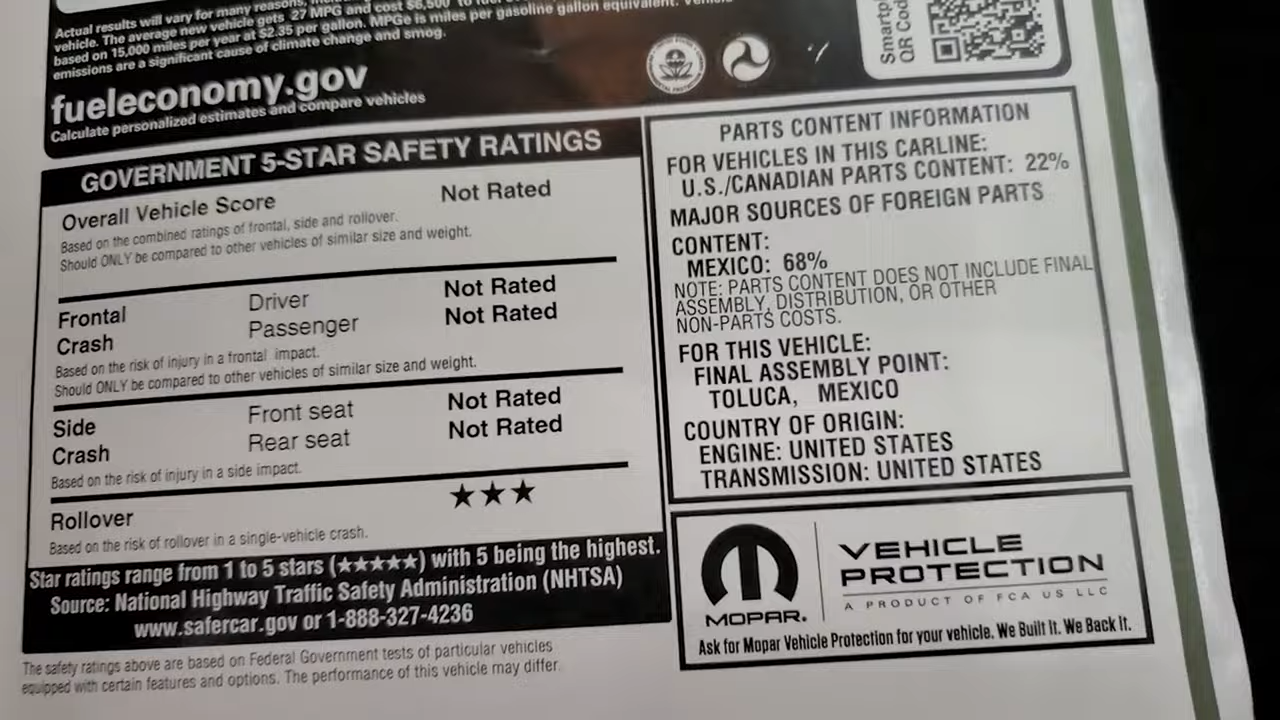 Actual results will vary for many reasons,
vehicle. The average new vehicle gets 27 MPG and cost $6,500 to fuel
based on 15,000 miles per year at $2.35 per gallon. MPGe is miles per gasoline gallon equivalent. Vehicle
emissions are a significant cause of climate change and smog.
fueleconomy.gov
Calculate personalized estimates and compare vehicles
QR Cod
GOVERNMENT 5-STAR SAFETY RATINGS
Overall Vehicle Score Not Rated
Based on the combined ratings of frontal, side and rollover.
Should ONLY be compared to other vehicles of similar size and weight.
Frontal Driver Not Rated
Crash Passenger Not Rated
Based on the risk of injury in a frontal impact.
Should ONLY be compared to other vehicles of similar size and weight.
Side Front seat Not Rated
Crash Rear seat Not Rated
Based on the risk of injury in a side impact.
Rollover ★★★
Based on the risk of rollover in a single-vehicle crash.
Star ratings range from 1 to 5 stars (★★★★★) with 5 being the highest.
Source: National Highway Traffic Safety Administration (NHTSA)
www.safercar.gov or 1-888-327-4236
The safety ratings above are based on Federal Government tests of particular vehicles
equipped with certain features and options. The performance of this vehicle may differ.
PARTS CONTENT INFORMATION
FOR VEHICLES IN THIS CARLINE:
U.S./CANADIAN PARTS CONTENT: 22%
MAJOR SOURCES OF FOREIGN PARTS
CONTENT:
MEXICO: 68%
NOTE: PARTS CONTENT DOES NOT INCLUDE FINAL
ASSEMBLY, DISTRIBUTION, OR OTHER
NON-PARTS COSTS.
FOR THIS VEHICLE:
FINAL ASSEMBLY POINT:
TOLUCA, MEXICO
COUNTRY OF ORIGIN:
ENGINE: UNITED STATES
TRANSMISSION: UNITED STATES
MOPAR.
VEHICLE
PROTECTION
A PRODUCT OF FCA US LLC
Ask for Mopar Vehicle Protection for your vehicle. We Built It. We Back It.